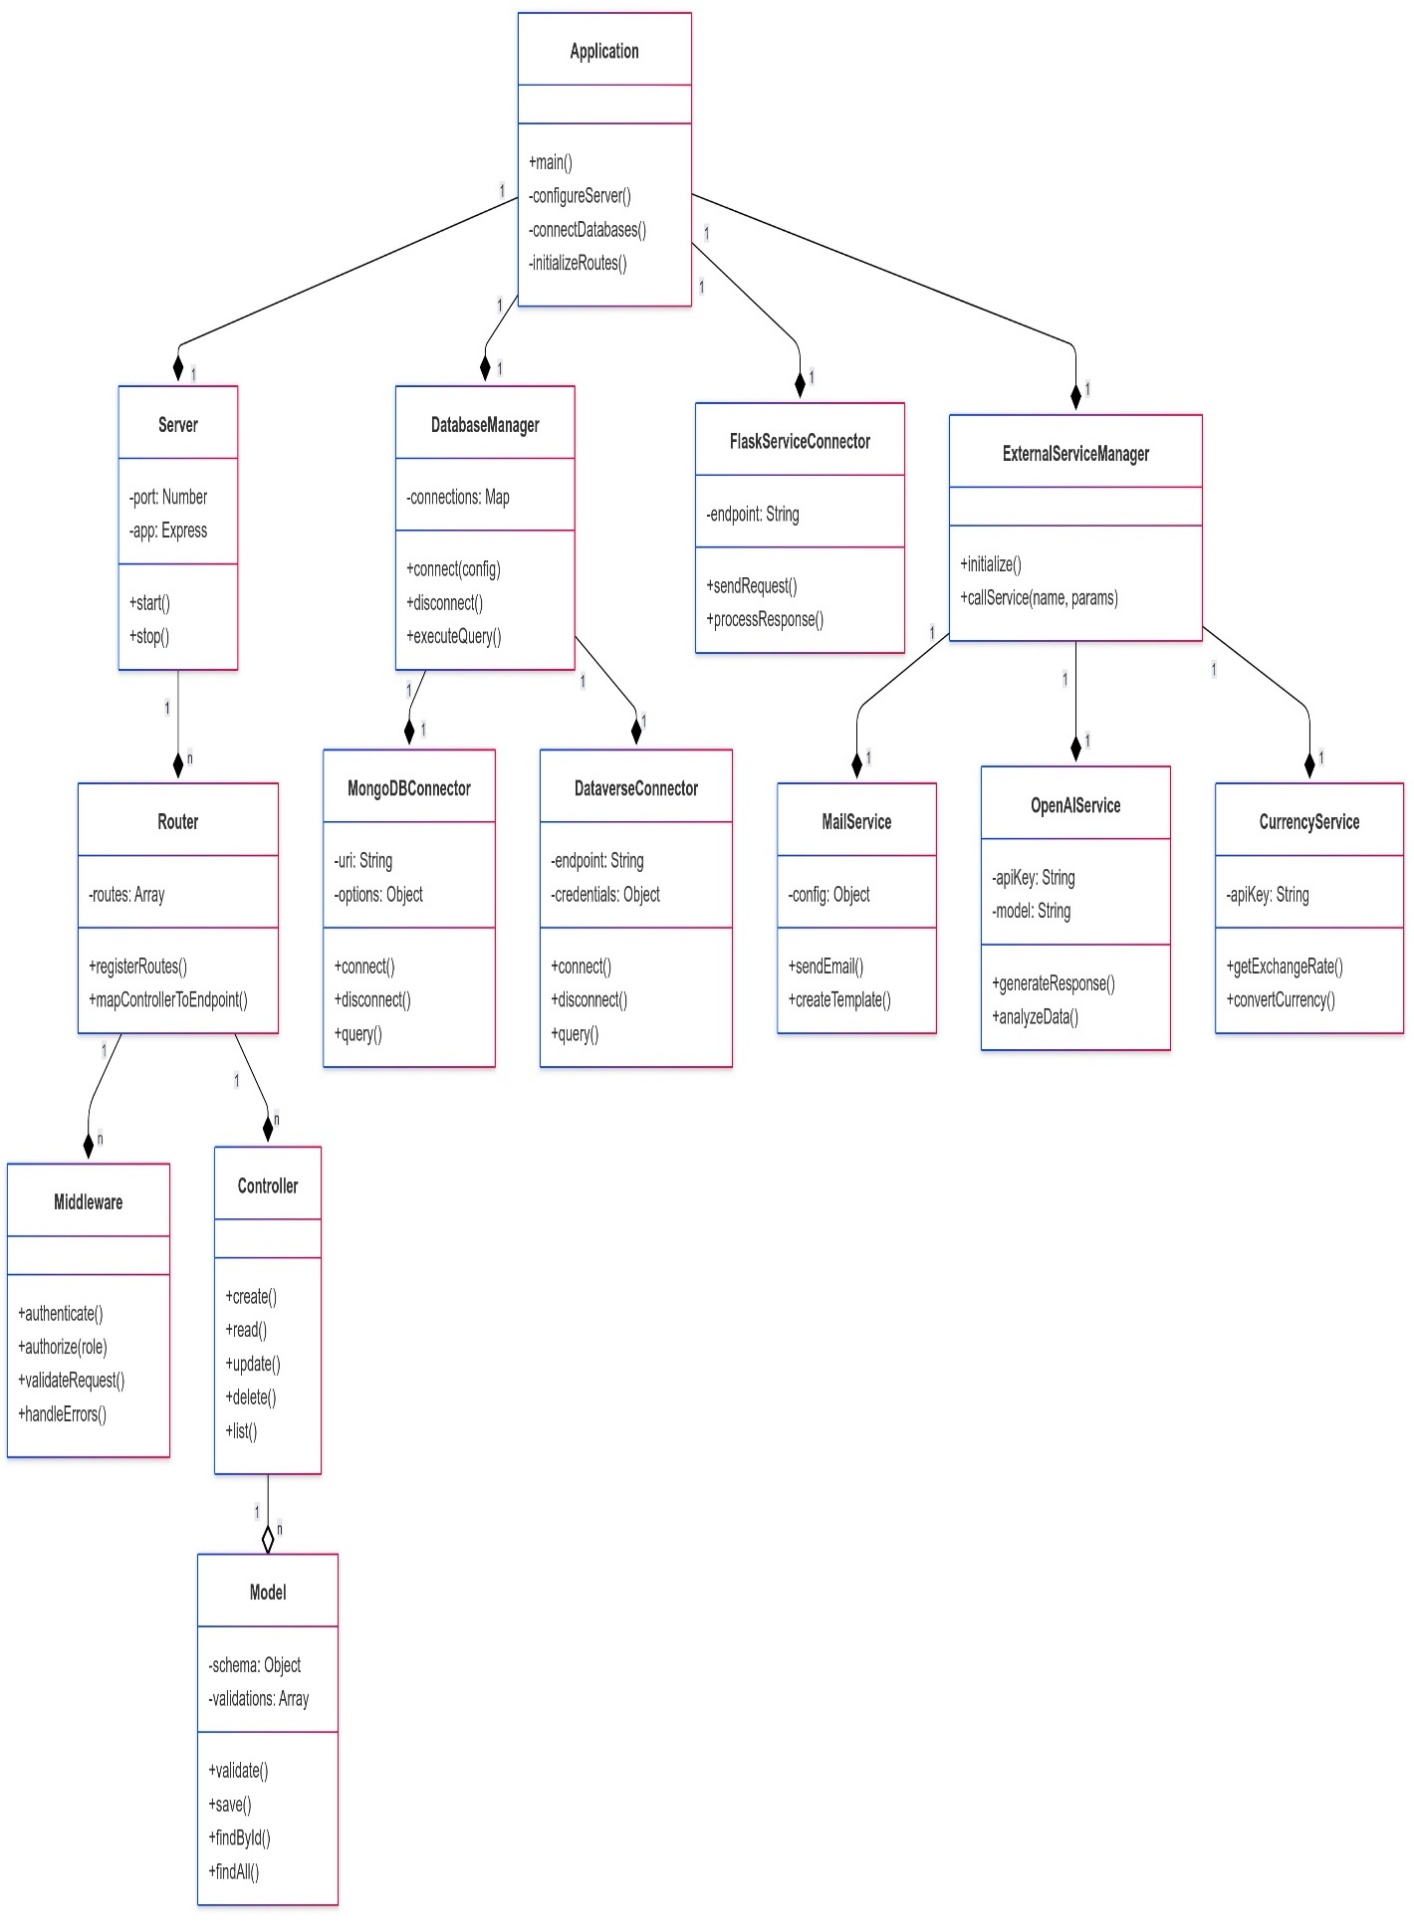 Application
+main()
-configureServer()
-connectDatabases()
-initializeRoutes()
1
1
1
1
1
1
1
1
Server
-port: Number
-app: Express
+start()
+stop()
DatabaseManager
-connections: Map
+connect(config)
+disconnect()
+executeQuery()
FlaskServiceConnector
-endpoint: String
+sendRequest()
+processResponse()
ExternalServiceManager
+initialize()
+callService(name, params)
1
n
1
1
1
1
1
1
1
1
1
1
Router
-routes: Array
+registerRoutes()
+mapControllerToEndpoint()
MongoDBConnector
-uri: String
-options: Object
+connect()
+disconnect()
+query()
DataverseConnector
-endpoint: String
-credentials: Object
+connect()
+disconnect()
+query()
MailService
-config: Object
+sendEmail()
+createTemplate()
OpenAIService
-apiKey: String
-model: String
+generateResponse()
+analyzeData()
CurrencyService
-apiKey: String
+getExchangeRate()
+convertCurrency()
1
n
1
n
Middleware
+authenticate()
+authorize(role)
+validateRequest()
+handleErrors()
Controller
+create()
+read()
+update()
+delete()
+list()
1
n
Model
-schema: Object
-validations: Array
+validate()
+save()
+findById()
+findAll()